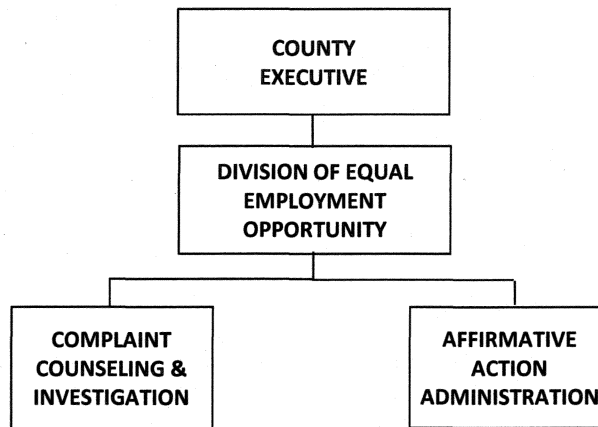 COUNTY
EXECUTIVE
DIVISION OF EQUAL
EMPLOYMENT
OPPORTUNITY
COMPLAINT
COUNSELING &
INVESTIGATION
AFFIRMATIVE
ACTION
ADMINISTRATION